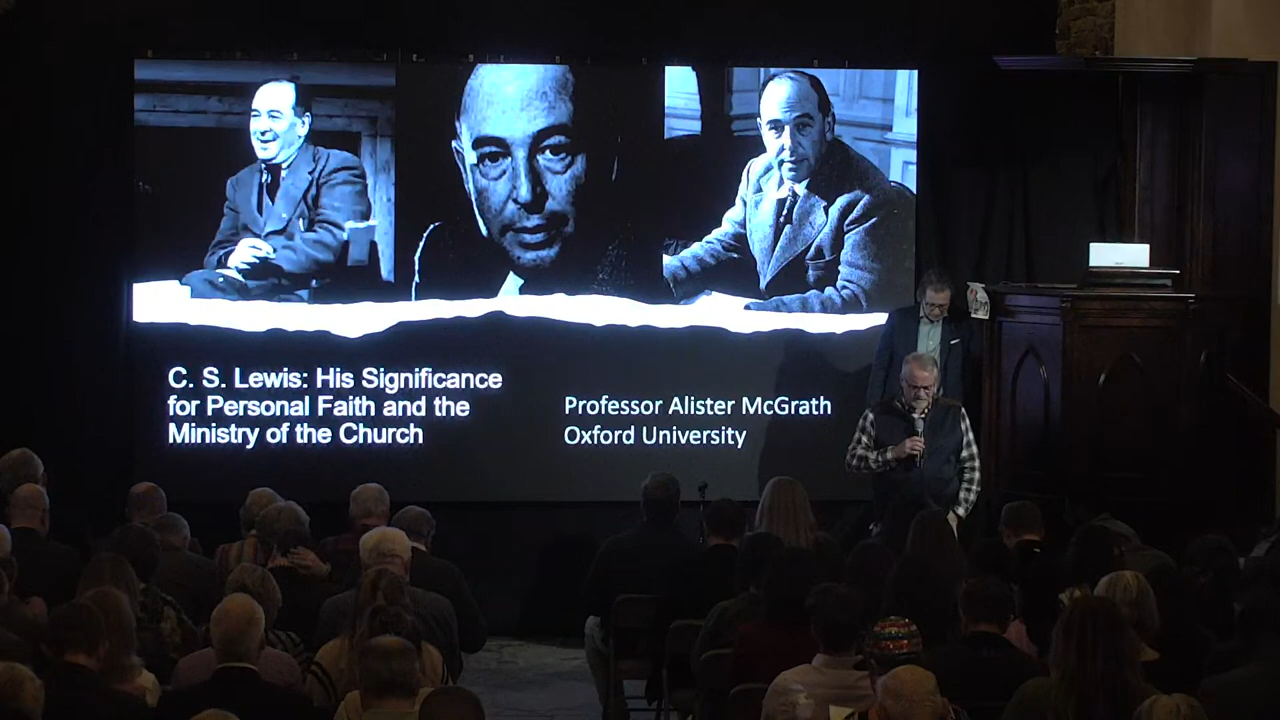 C. S. Lewis: His Significance
for Personal Faith and the
Ministry of the Church
Professor Alister McGrath
Oxford University